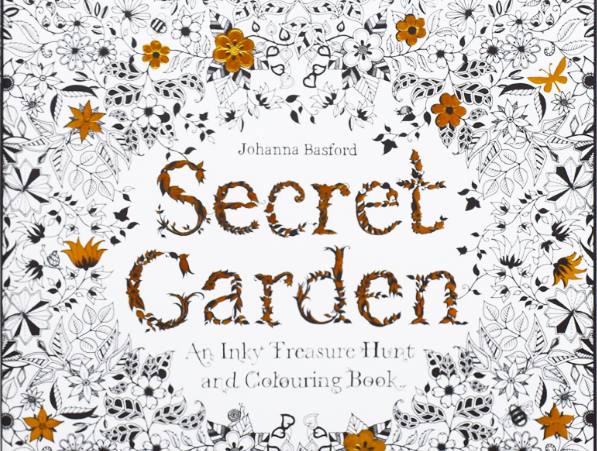 Johanna Basford
Secret
Garden
An Inky Treasure Hunt
and Colouring Book